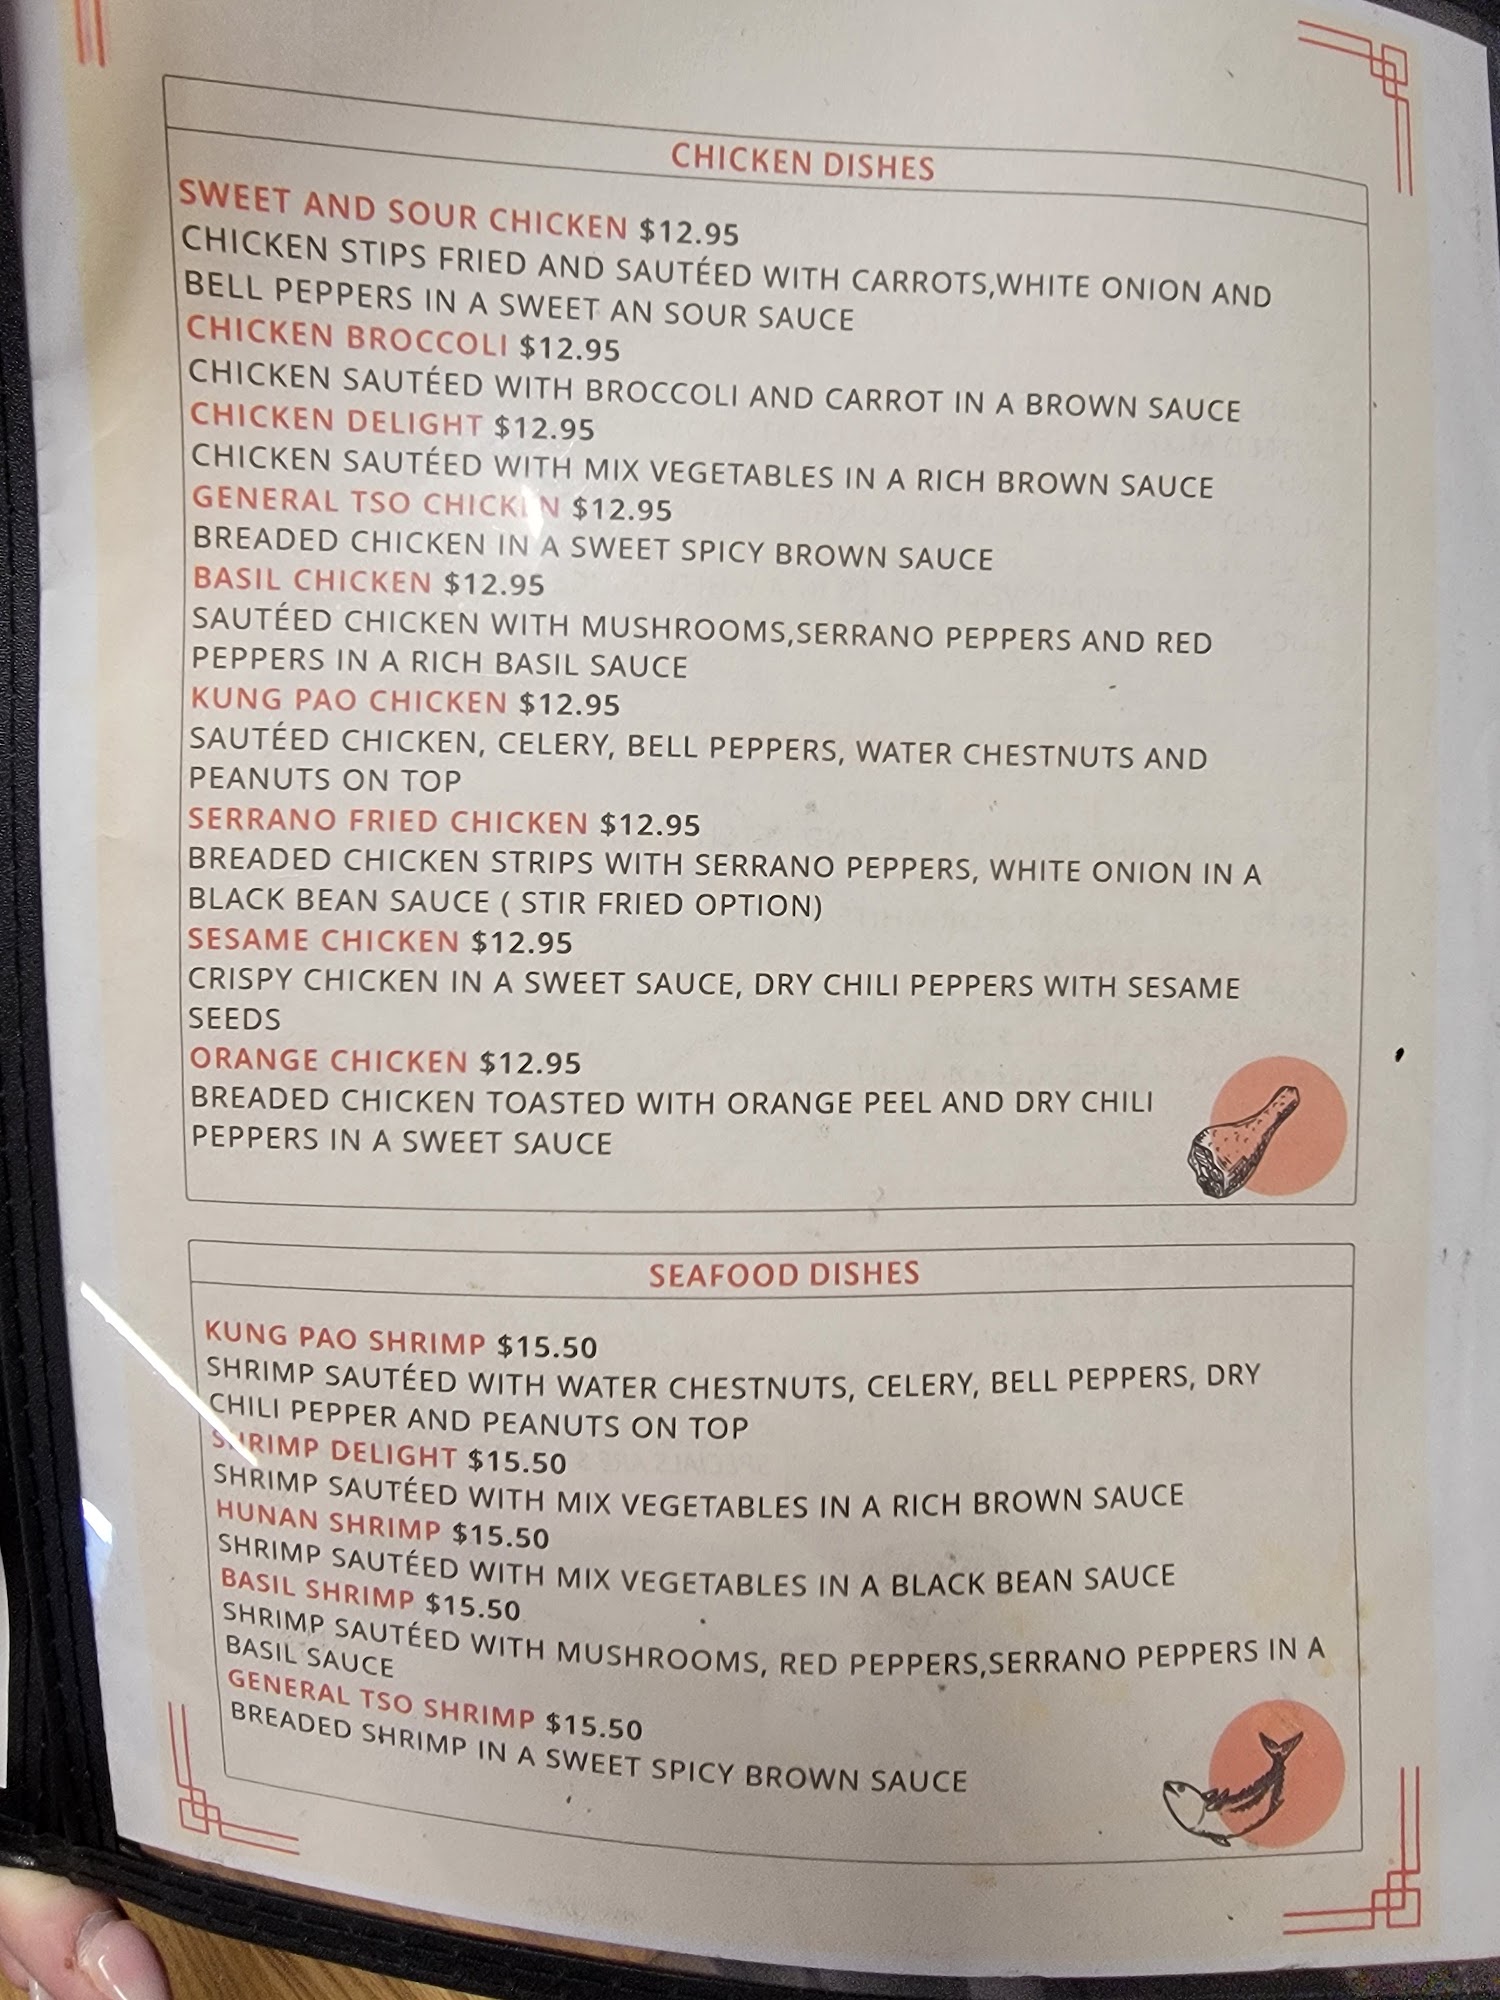 CHICKEN DISHES
SWEET AND SOUR CHICKEN $12.95
CHICKEN STIPS FRIED AND SAUTÉED WITH CARROTS,WHITE ONION AND
BELL PEPPERS IN A SWEET AN SOUR SAUCE
CHICKEN BROCCOLI $12.95
CHICKEN SAUTÉED WITH BROCCOLI AND CARROT IN A BROWN SAUCE
CHICKEN DELIGHT $12.95
CHICKEN SAUTÉED WITH MIX VEGETABLES IN A RICH BROWN SAUCE
GENERAL TSO CHICKEN $12.95
BREADED CHICKEN IN A SWEET SPICY BROWN SAUCE
BASIL CHICKEN $12.95
SAUTÉED CHICKEN WITH MUSHROOMS,SERRANO PEPPERS AND RED
PEPPERS IN A RICH BASIL SAUCE
KUNG PAO CHICKEN $12.95
SAUTÉED CHICKEN, CELERY, BELL PEPPERS, WATER CHESTNUTS AND
PEANUTS ON TOP
SERRANO FRIED CHICKEN $12.95
BREADED CHICKEN STRIPS WITH SERRANO PEPPERS, WHITE ONION IN A
BLACK BEAN SAUCE ( STIR FRIED OPTION)
SESAME CHICKEN $12.95
CRISPY CHICKEN IN A SWEET SAUCE, DRY CHILI PEPPERS WITH SESAME
SEEDS
ORANGE CHICKEN $12.95
BREADED CHICKEN TOASTED WITH ORANGE PEEL AND DRY CHILI
PEPPERS IN A SWEET SAUCE
SEAFOOD DISHES
KUNG PAO SHRIMP $15.50
SHRIMP SAUTÉED WITH WATER CHESTNUTS, CELERY, BELL PEPPERS, DRY
CHILI PEPPER AND PEANUTS ON TOP
SHRIMP DELIGHT $15.50
SHRIMP SAUTÉED WITH MIX VEGETABLES IN A RICH BROWN SAUCE
HUNAN SHRIMP $15.50
SHRIMP SAUTÉED WITH MIX VEGETABLES IN A BLACK BEAN SAUCE
BASIL SHRIMP $15.50
SHRIMP SAUTÉED WITH MUSHROOMS, RED PEPPERS,SERRANO PEPPERS IN A
BASIL SAUCE
GENERAL TSO SHRIMP $15.50
BREADED SHRIMP IN A SWEET SPICY BROWN SAUCE